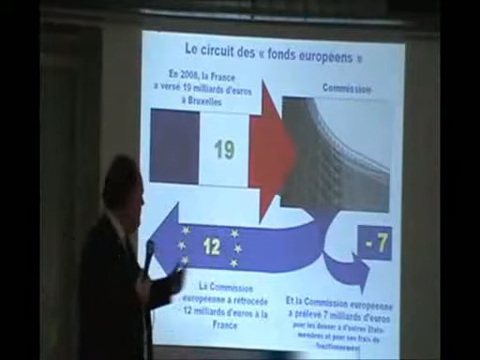 Le circuit des « fonds européens »
En 2008, la France
a versé 19 milliards d'euros
à Bruxelles
Commission
19
12
- 7
La Commission
européenne a rétrocédé
12 milliards d'euros à la
France
Et la Commission européenne
a prélevé 7 milliards d'euros
pour les donner à d'autres Etats-
membres et pour ses frais de
fonctionnement